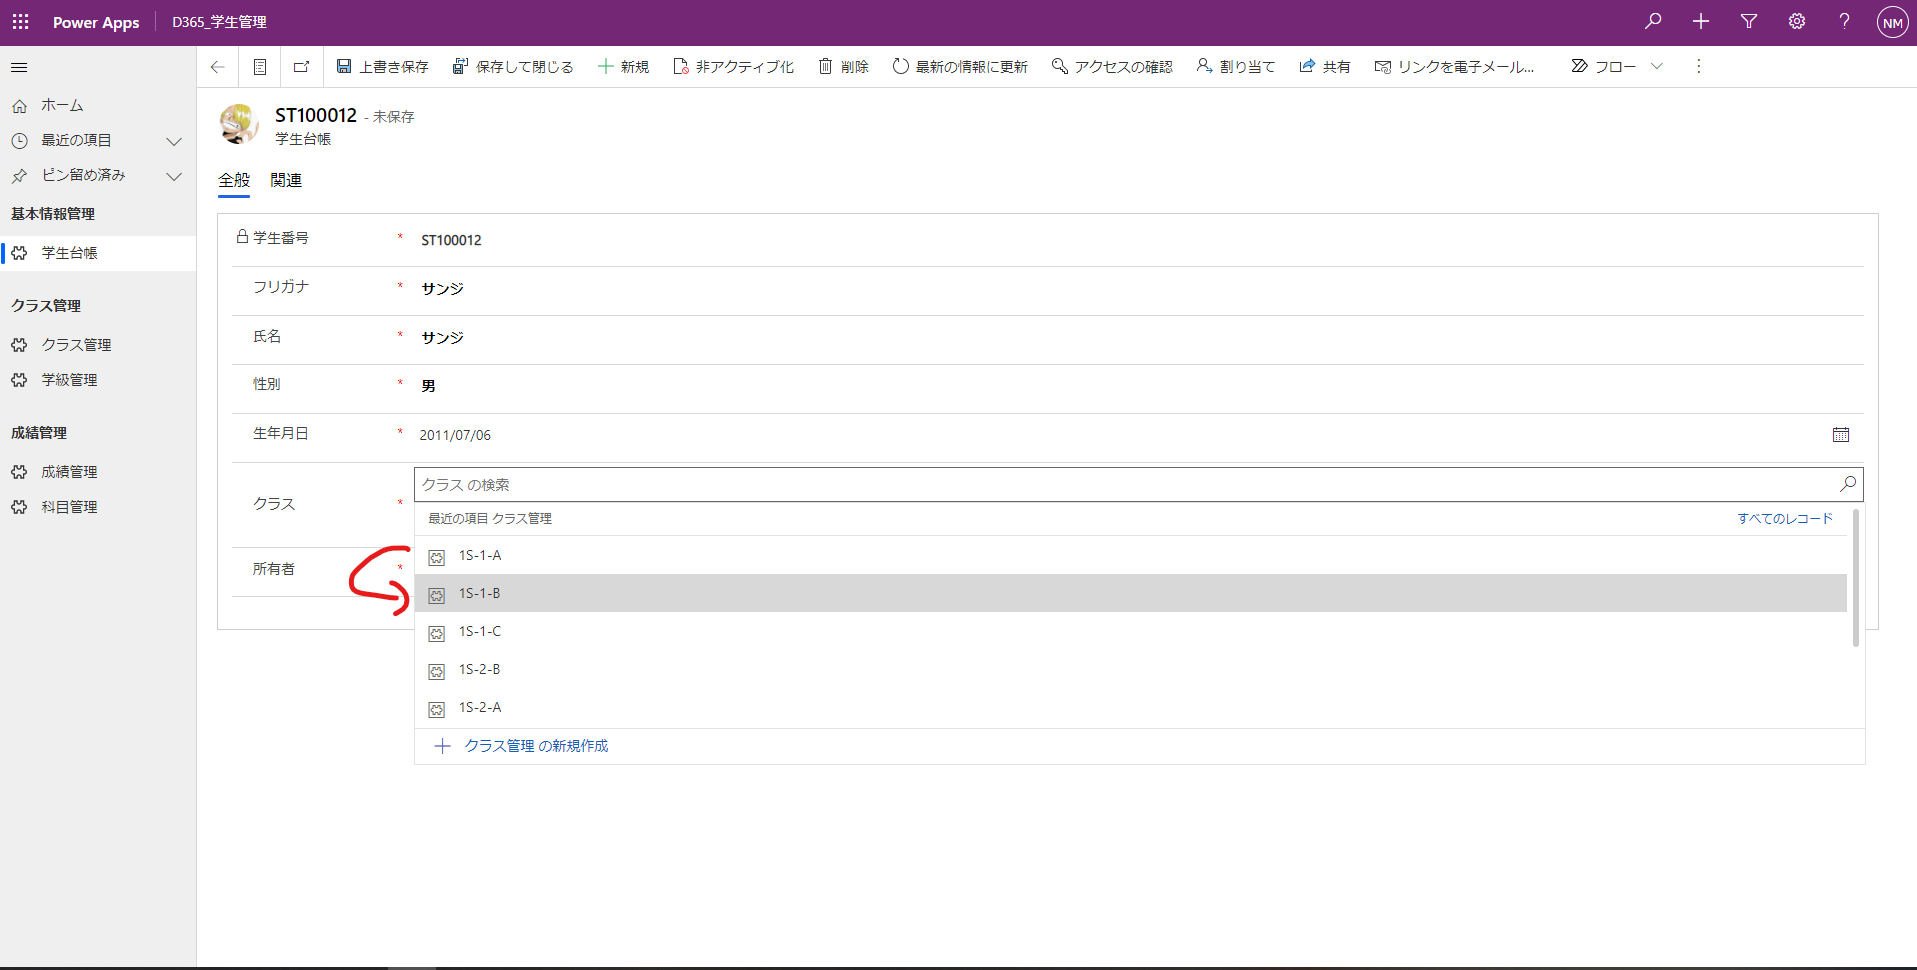 Power Apps
D365_学生管理
NM
上書き保存
保存して閉じる
新規
非アクティブ化
削除
最新の情報に更新
アクセスの確認
割り当て
共有
リンクを電子メール...
フロー
ホーム
最近の項目
ピン留め済み
基本情報管理
学生台帳
クラス管理
クラス管理
学級管理
成績管理
成績管理
科目管理
ST100012 - 未保存
学生台帳
全般 関連
学生番号 * ST100012
フリガナ * サンジ
氏名 * サンジ
性別 * 男
生年月日 * 2011/07/06
クラス *
クラス の検索
最近の項目 クラス管理 すべてのレコード
1S-1-A
所有者 *
1S-1-B
1S-1-C
1S-2-B
1S-2-A
クラス管理 の新規作成